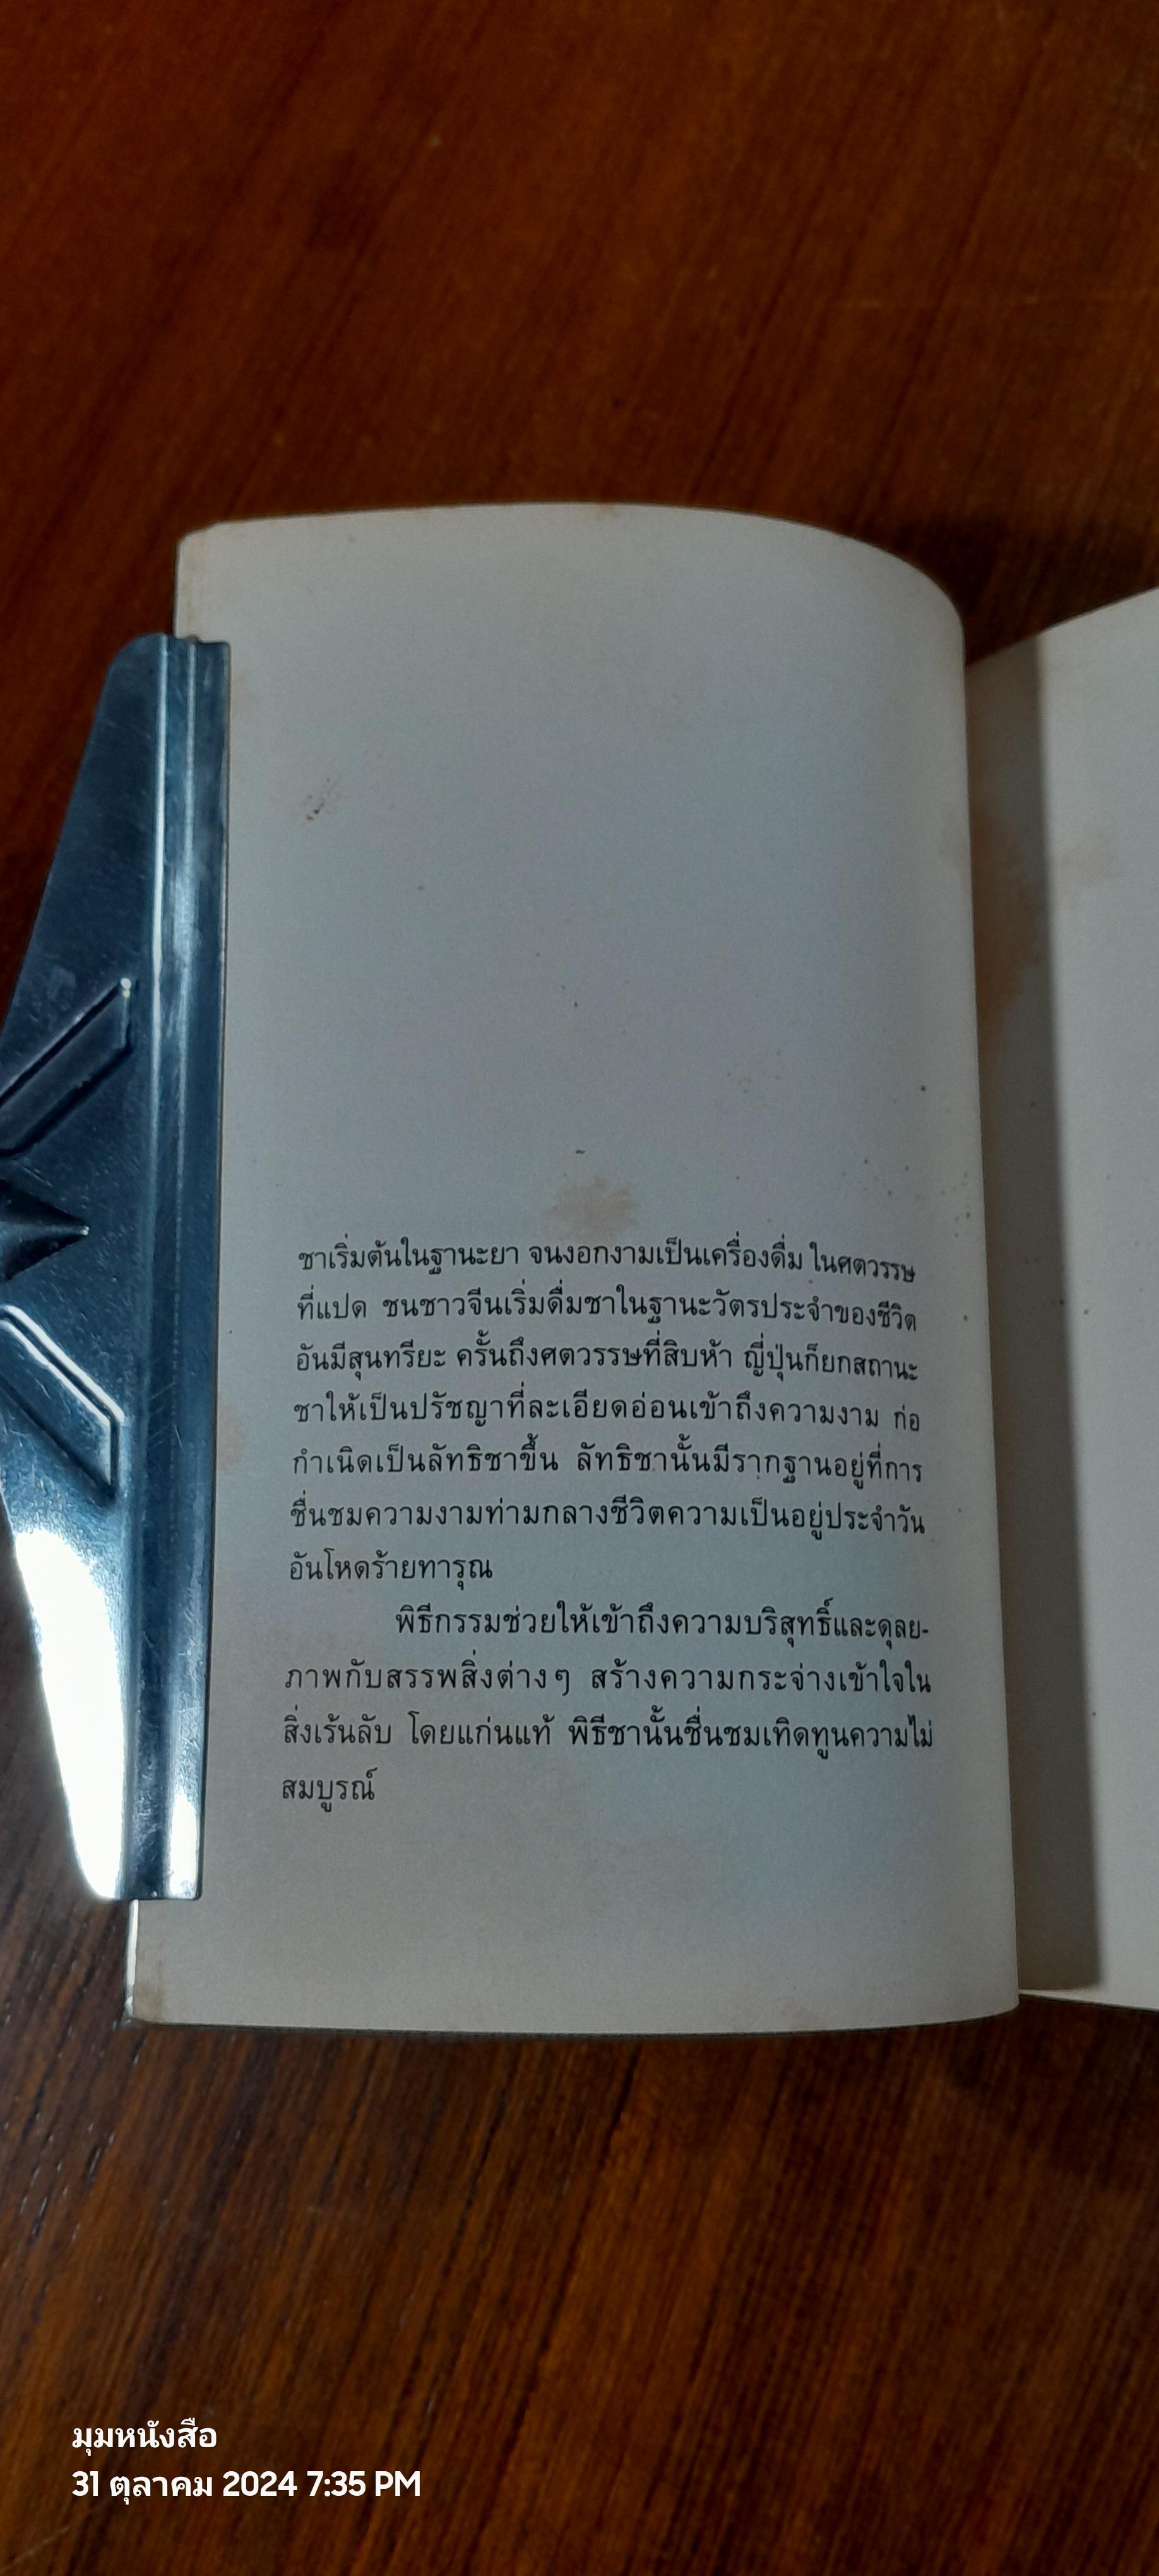 ชาเริ่มต้นในฐานะยา จนงอกงามเป็นเครื่องดื่ม ในศตวรรษ
ที่แปด ชนชาวจีนเริ่มดื่มชาในฐานะวัตรประจำของชีวิต
อันมีสุนทรียะ ครั้นถึงศตวรรษที่สิบห้า ญี่ปุ่นก็ยกสถานะ
ชาให้เป็นปรัชญาที่ละเอียดอ่อนเข้าถึงความงาม ก่อ
กำเนิดเป็นลัทธิชาขึ้น ลัทธิชานั้นมีรากฐานอยู่ที่การ
ชื่นชมความงามท่ามกลางชีวิตความเป็นอยู่ประจำวัน
อันโหดร้ายทารุณ
พิธีกรรมช่วยให้เข้าถึงความบริสุทธิ์และดุลย-
ภาพกับสรรพสิ่งต่างๆ สร้างความกระจ่างเข้าใจใน
สิ่งเร้นลับ โดยแก่นแท้ พิธีชานั้นชื่นชมเทิดทูนความไม่
สมบูรณ์
มุมหนังสือ
31 ตุลาคม 2024 7:35 PM